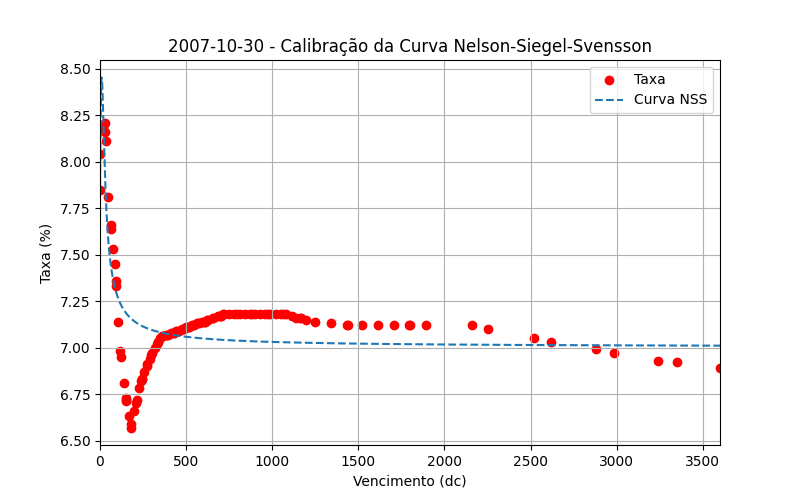 2007-10-30 - Calibração da Curva Nelson-Siegel-Svensson
8.50
8.25
8.00
7.75
7.50
7.25
7.00
6.75
6.50
Taxa (%)
Taxa
Curva NSS
0 500 1000 1500 2000 2500 3000 3500
Vencimento (dc)